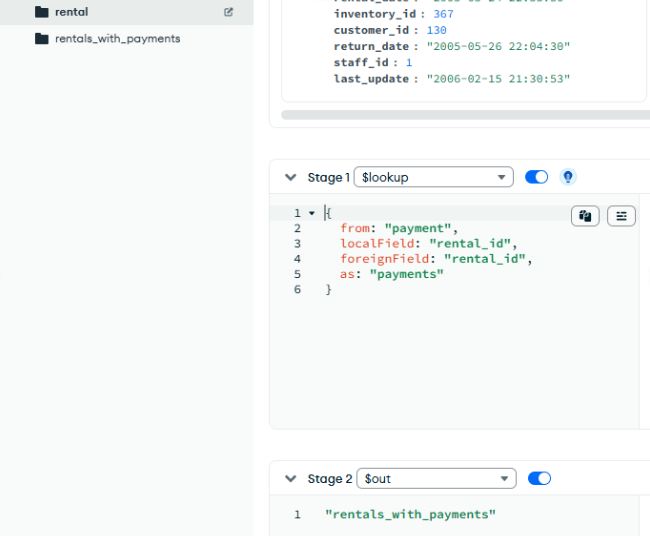 rental
rentals_with_payments
inventory_id : 367
customer_id : 130
return_date : "2005-05-26 22:04:30"
staff_id : 1
last_update : "2006-02-15 21:30:53"
Stage 1 $lookup
1 {
2 from: "payment",
3 localField: "rental_id",
4 foreignField: "rental_id",
5 as: "payments"
6 }
Stage 2 $out
1 "rentals_with_payments"